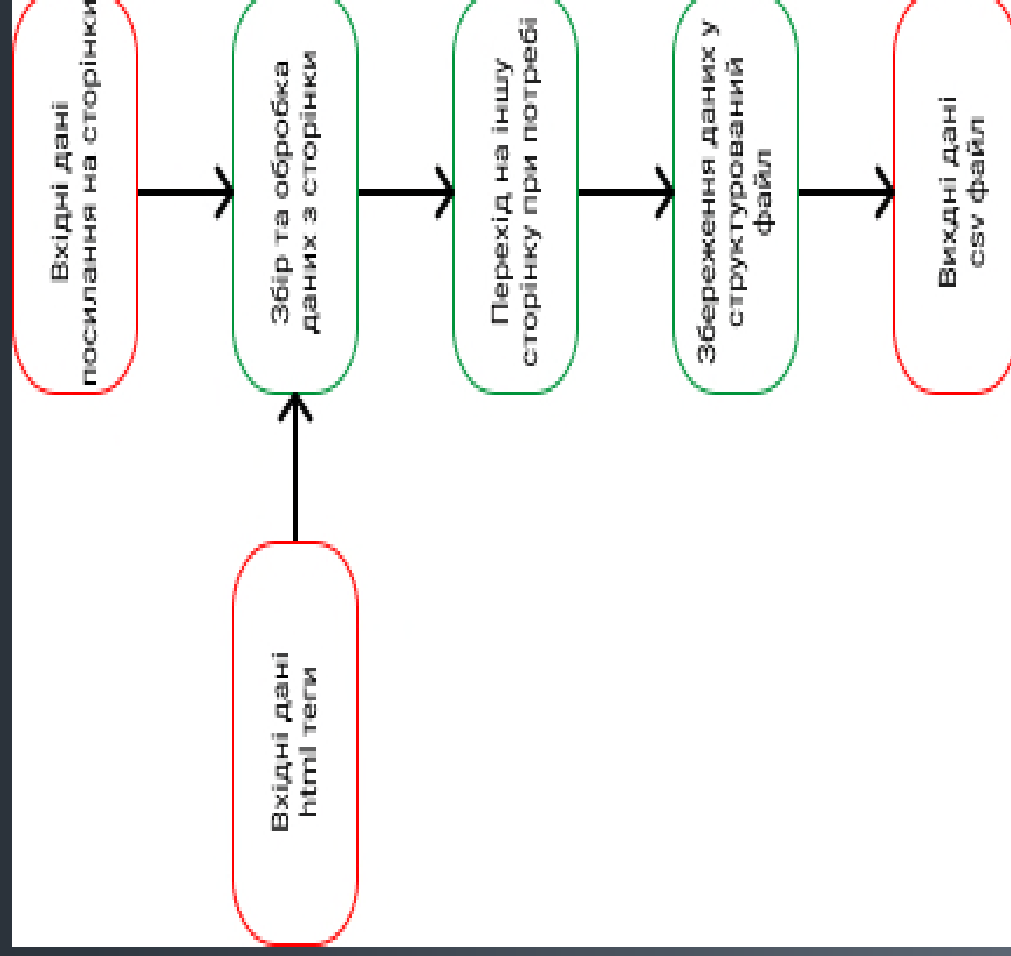 Вхідні дані
посилання на сторінки
Збір та обробка
даних з сторінки
Перехід на іншу
сторінку при потребі
Збереження даних у
структурований
файл
Вихдні дані
csv файл
Вхідні дані
html теги